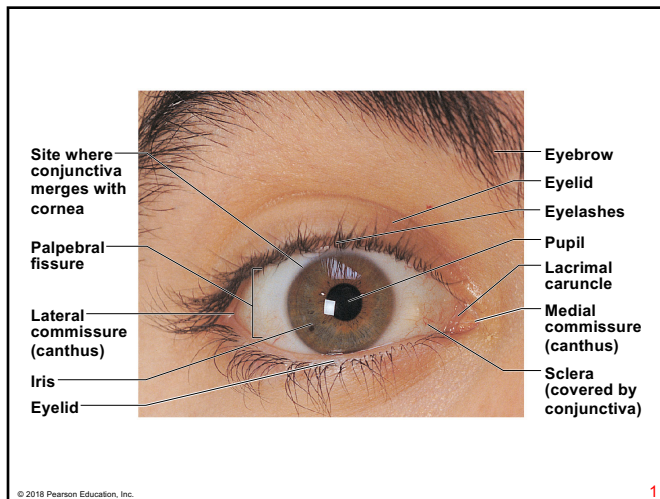 Site where
conjunctiva
merges with
cornea
Palpebral
fissure
Lateral
commissure
(canthus)
Iris
Eyelid
Eyebrow
Eyelid
Eyelashes
Pupil
Lacrimal
caruncle
Medial
commissure
(canthus)
Sclera
(covered by
conjunctiva)
© 2018 Pearson Education, Inc.
1